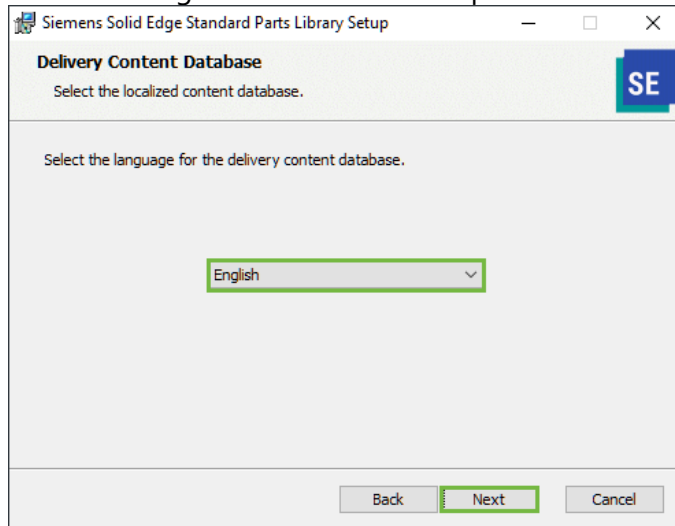 Siemens Solid Edge Standard Parts Library Setup
Delivery Content Database
Select the localized content database.
SE
Select the language for the delivery content database.
English
Back Next Cancel